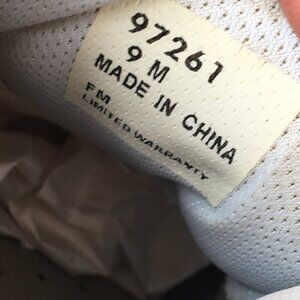 97261
9 M
MADE IN CHINA
FM
LIMITED WARRANTY